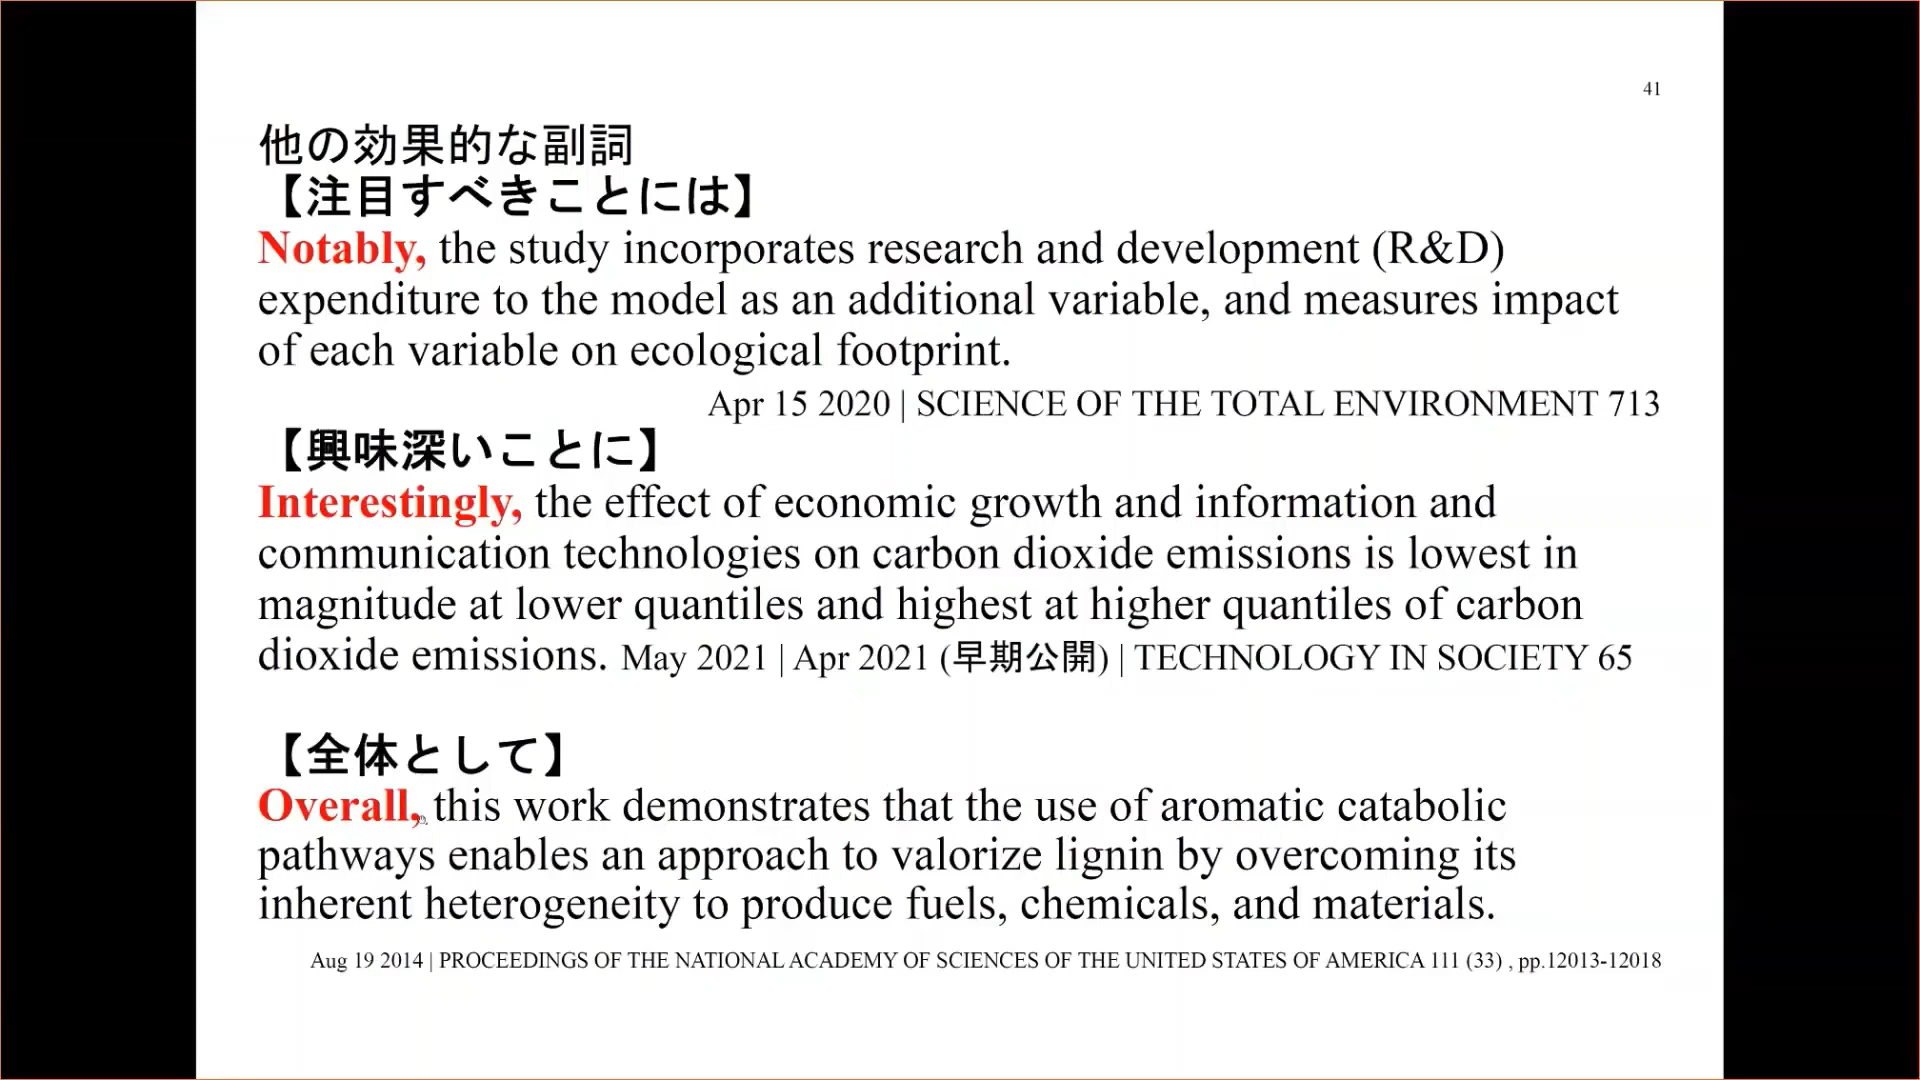 41
他の効果的な副詞
【注目すべきことには】
Notably, the study incorporates research and development (R&D)
expenditure to the model as an additional variable, and measures impact
of each variable on ecological footprint.
Apr 15 2020 | SCIENCE OF THE TOTAL ENVIRONMENT 713
【興味深いことに】
Interestingly, the effect of economic growth and information and
communication technologies on carbon dioxide emissions is lowest in
magnitude at lower quantiles and highest at higher quantiles of carbon
dioxide emissions. May 2021 | Apr 2021 (早期公開) | TECHNOLOGY IN SOCIETY 65
【全体として】
Overall, this work demonstrates that the use of aromatic catabolic
pathways enables an approach to valorize lignin by overcoming its
inherent heterogeneity to produce fuels, chemicals, and materials.
Aug 19 2014 | PROCEEDINGS OF THE NATIONAL ACADEMY OF SCIENCES OF THE UNITED STATES OF AMERICA 111 (33) , pp.12013-12018